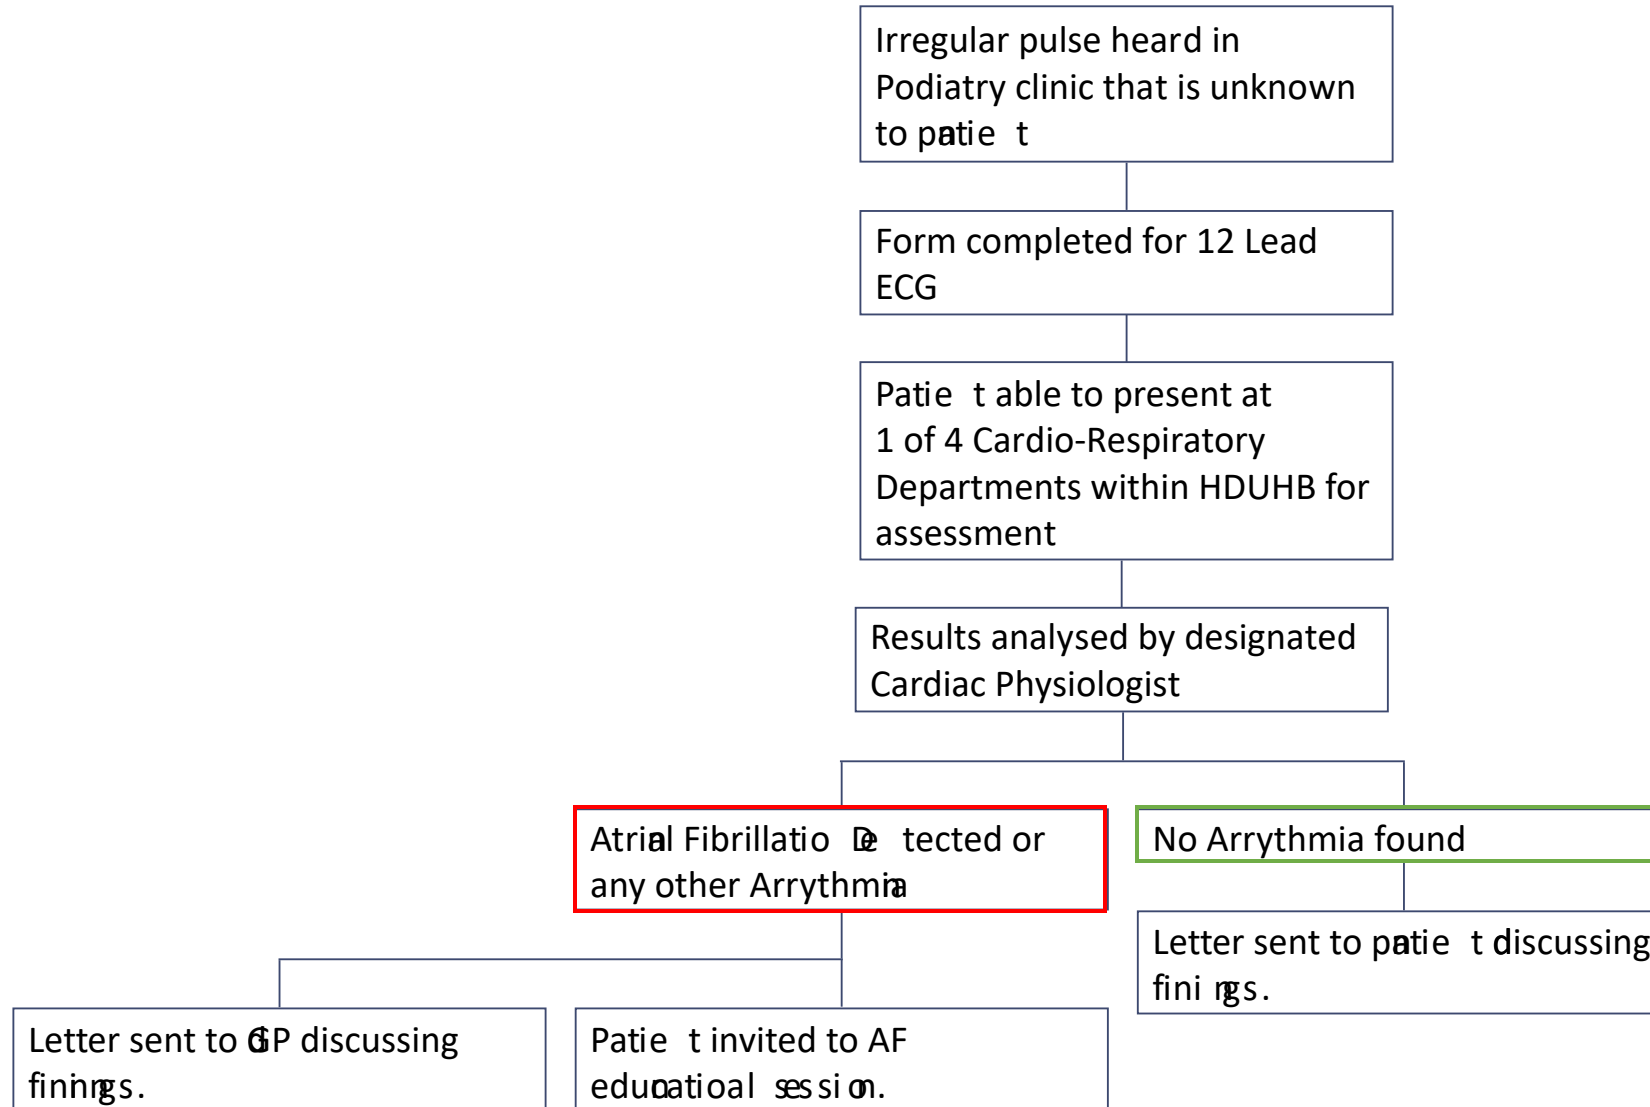 Irregular pulse heard in
Podiatry clinic that is unknown
to patient
Form completed for 12 Lead
ECG
Patient able to present at
1 of 4 Cardio-Respiratory
Departments within HDUHB for
assessment
Results analysed by designated
Cardiac Physiologist
Atrial Fibrillation Detected or
any other Arrythmia
No Arrythmia found
Letter sent to patient discussing
findings.
Letter sent to GP discussing
findings.
Patient invited to AF
educational session.